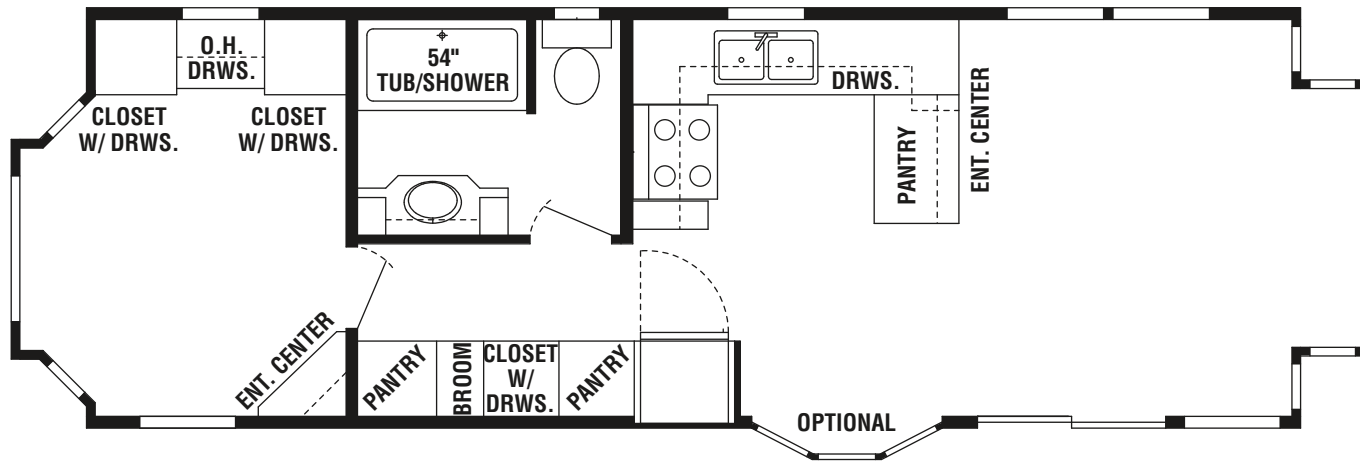 O.H.
DRWS.
CLOSET
W/ DRWS.
CLOSET
W/ DRWS.
54"
TUB/SHOWER
DRWS.
PANTRY
ENT. CENTER
ENT. CENTER
PANTRY
BROOM
CLOSET
W/
DRWS.
PANTRY
OPTIONAL